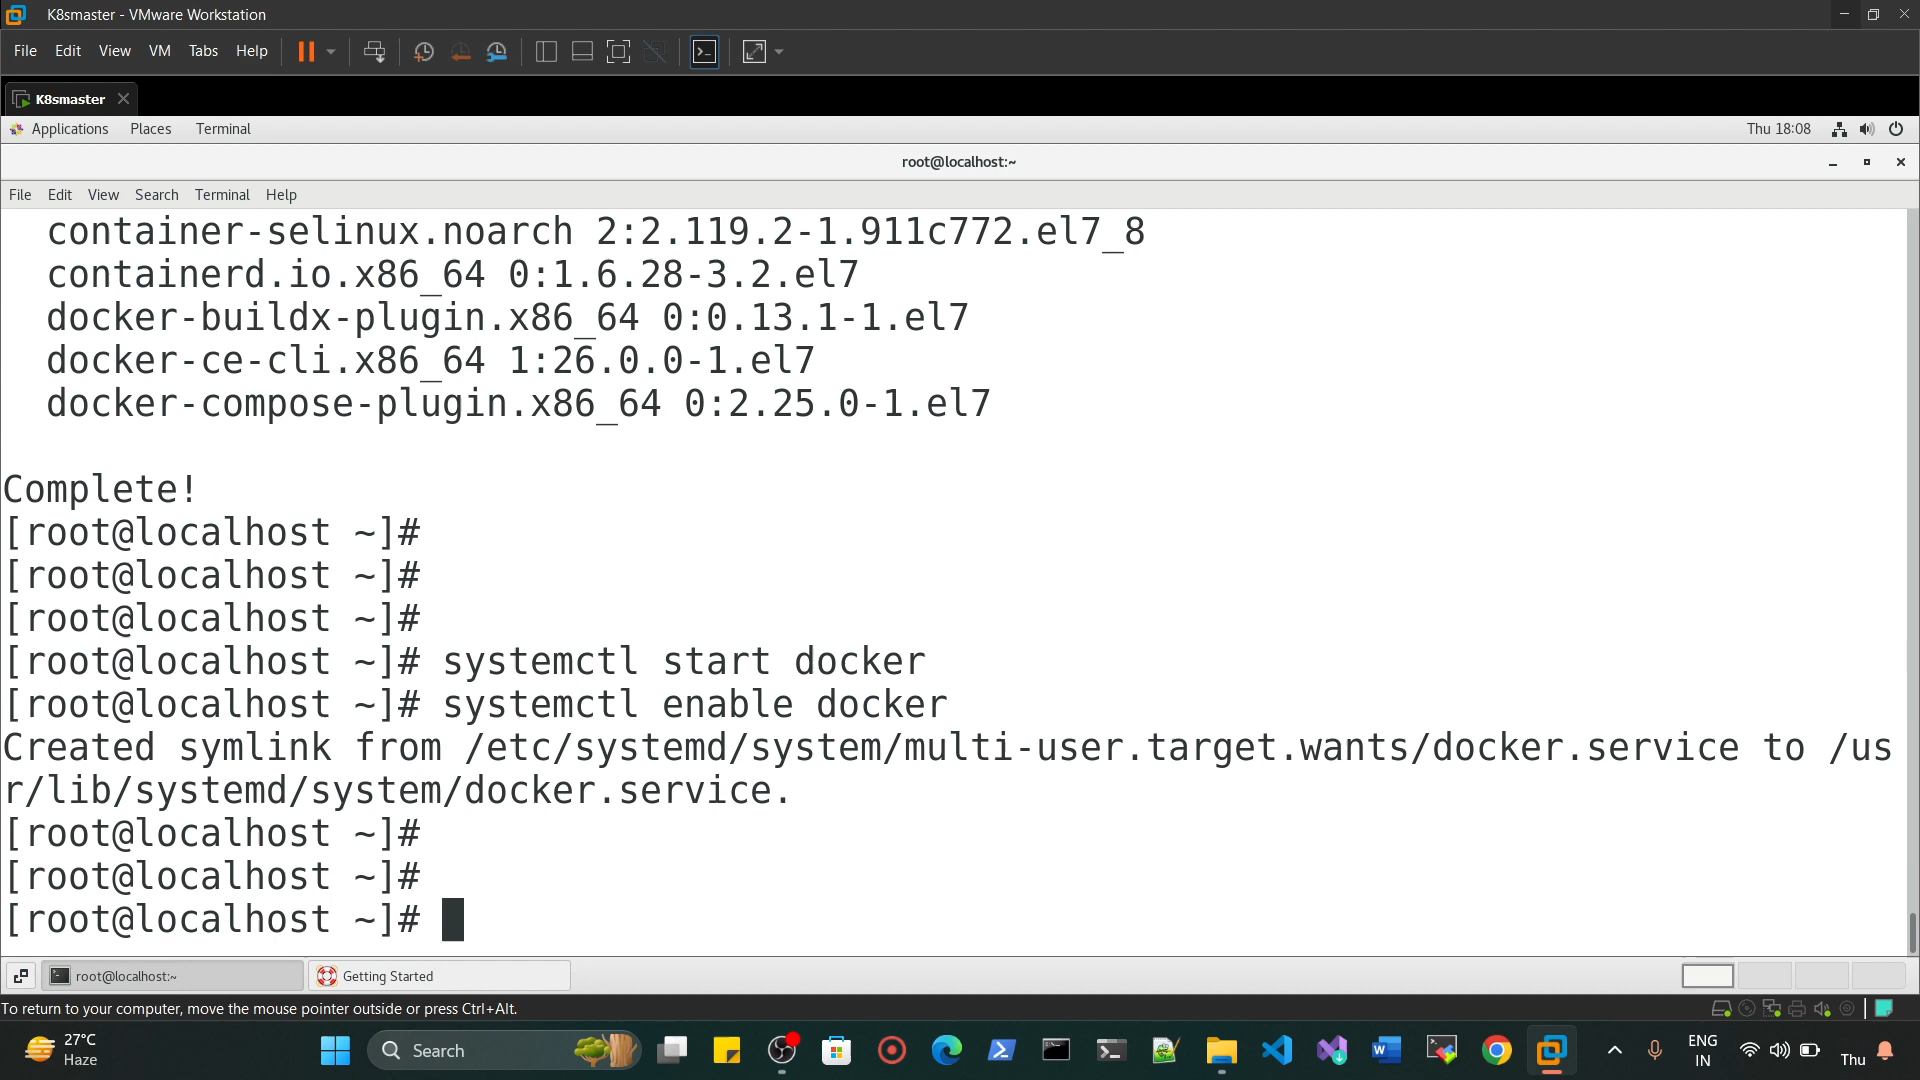 K8smaster - VMware Workstation
File Edit View VM Tabs Help
K8smaster
Applications Places Terminal Thu 18:08
root@localhost:~
File Edit View Search Terminal Help
container-selinux.noarch 2:2.119.2-1.911c772.el7_8
containerd.io.x86_64 0:1.6.28-3.2.el7
docker-buildx-plugin.x86_64 0:0.13.1-1.el7
docker-ce-cli.x86_64 1:26.0.0-1.el7
docker-compose-plugin.x86_64 0:2.25.0-1.el7
Complete!
[root@localhost ~]#
[root@localhost ~]#
[root@localhost ~]#
[root@localhost ~]# systemctl start docker
[root@localhost ~]# systemctl enable docker
Created symlink from /etc/systemd/system/multi-user.target.wants/docker.service to /us
r/lib/systemd/system/docker.service.
[root@localhost ~]#
[root@localhost ~]#
[root@localhost ~]#
root@localhost:~ Getting Started
To return to your computer, move the mouse pointer outside or press Ctrl+Alt.
27°C
Haze
Search
ENG
IN
Thu